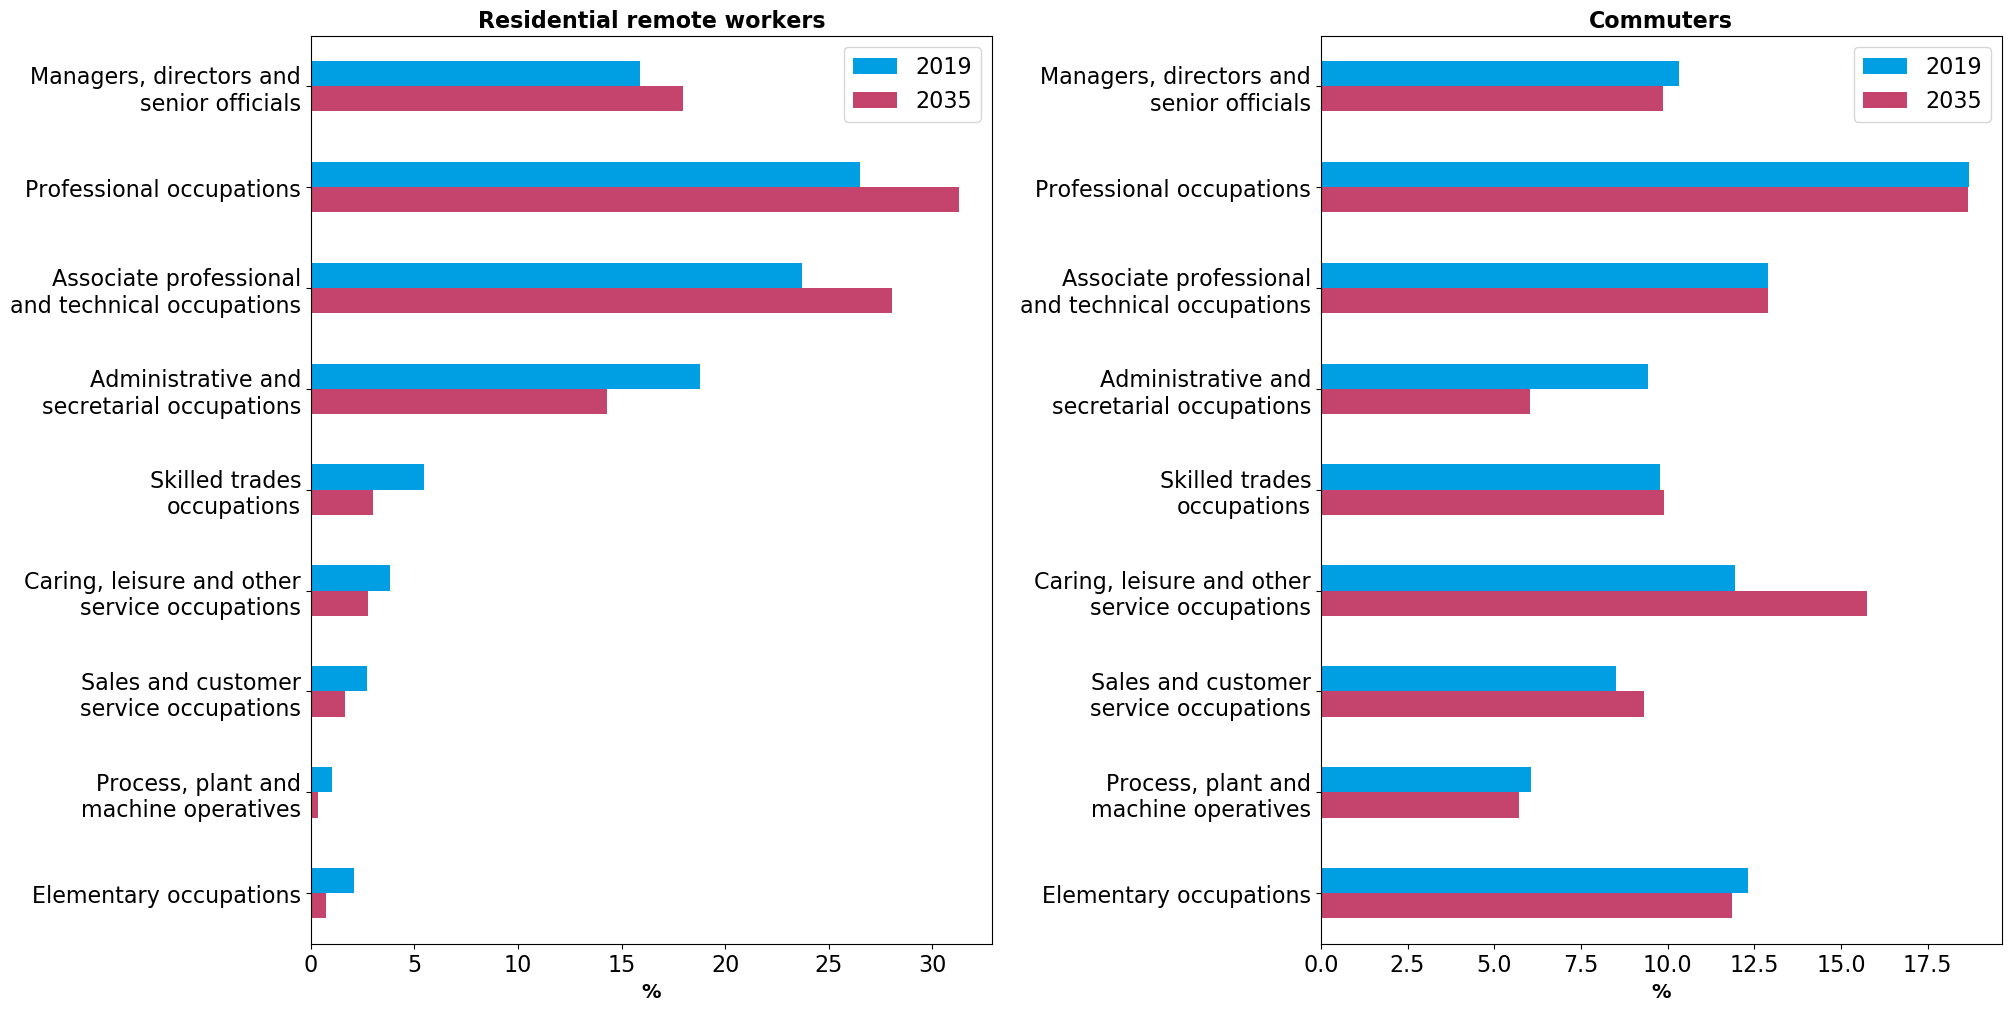 Residential remote workers
2019
2035
Managers, directors and
senior officials
Professional occupations
Associate professional
and technical occupations
Administrative and
secretarial occupations
Skilled trades
occupations
Caring, leisure and other
service occupations
Sales and customer
service occupations
Process, plant and
machine operatives
Elementary occupations
0 5 10 15 20 25 30
%
Commuters
2019
2035
Managers, directors and
senior officials
Professional occupations
Associate professional
and technical occupations
Administrative and
secretarial occupations
Skilled trades
occupations
Caring, leisure and other
service occupations
Sales and customer
service occupations
Process, plant and
machine operatives
Elementary occupations
0.0 2.5 5.0 7.5 10.0 12.5 15.0 17.5
%